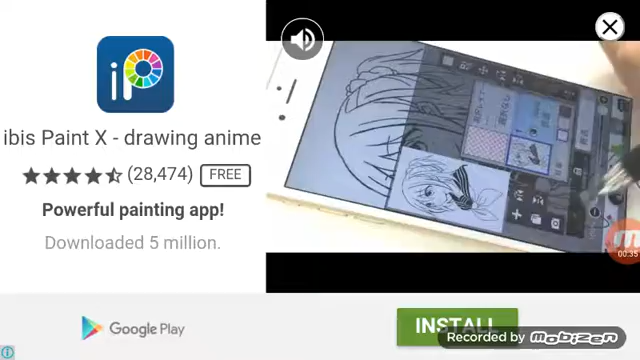 ibis Paint X - drawing anime
(28,474) FREE
Powerful painting app!
Downloaded 5 million.
00:35
Google Play
INSTALL
Recorded by mobizen